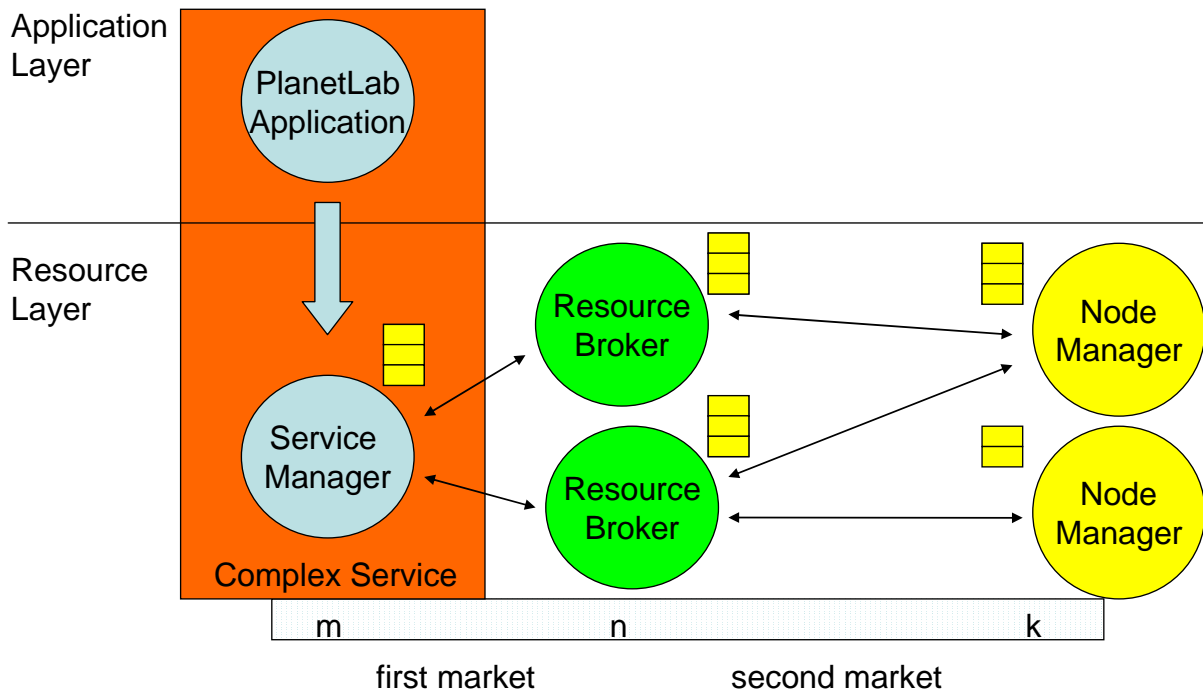 Application
Layer
PlanetLab
Application
Resource
Layer
Resource
Broker
Node
Manager
Service
Manager
Resource
Broker
Node
Manager
Complex Service
m
n
k
first market
second market